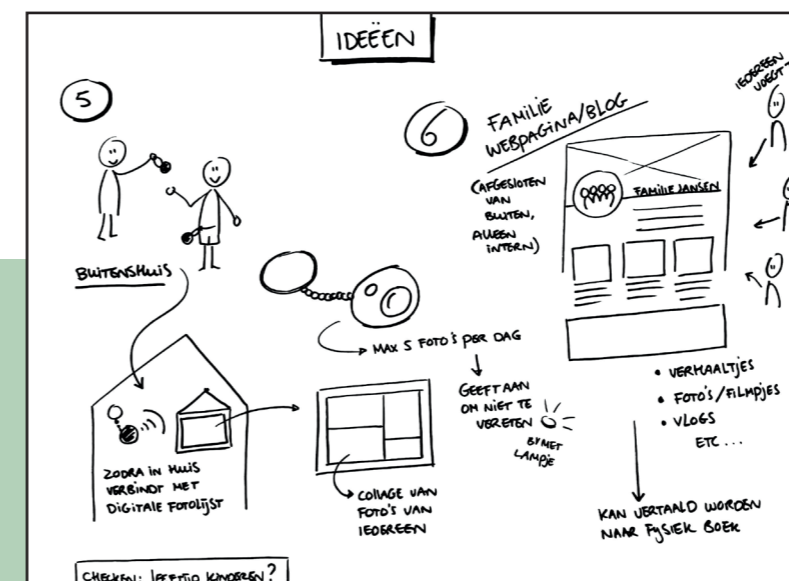 IDEEËN
5
BUITENSHUIS
ZODRA IN HUIS
VERBINDT MET
DIGITALE FOTOLIJST
MAX 5 FOTO'S PER DAG
GEEFT AAN
OM NIET TE
VERETEN
BV MET
LAMPJE
COLLAGE VAN
FOTO'S VAN
IEDEREEN
CHECKEN: LEEFTIJD KINDEREN?
6
FAMILIE
WEBPAGINA/BLOG
(AFGESLOTEN
VAN
BUITEN,
ALLEEN
INTERN)
FAMILIE JANSEN
IEDEREEN
VOEGT
• VERHAALTJES
• FOTO'S/FILMPJES
• VLOGS
ETC ...
KAN VERTAALD WORDEN
NAAR FYSIEK BOEK